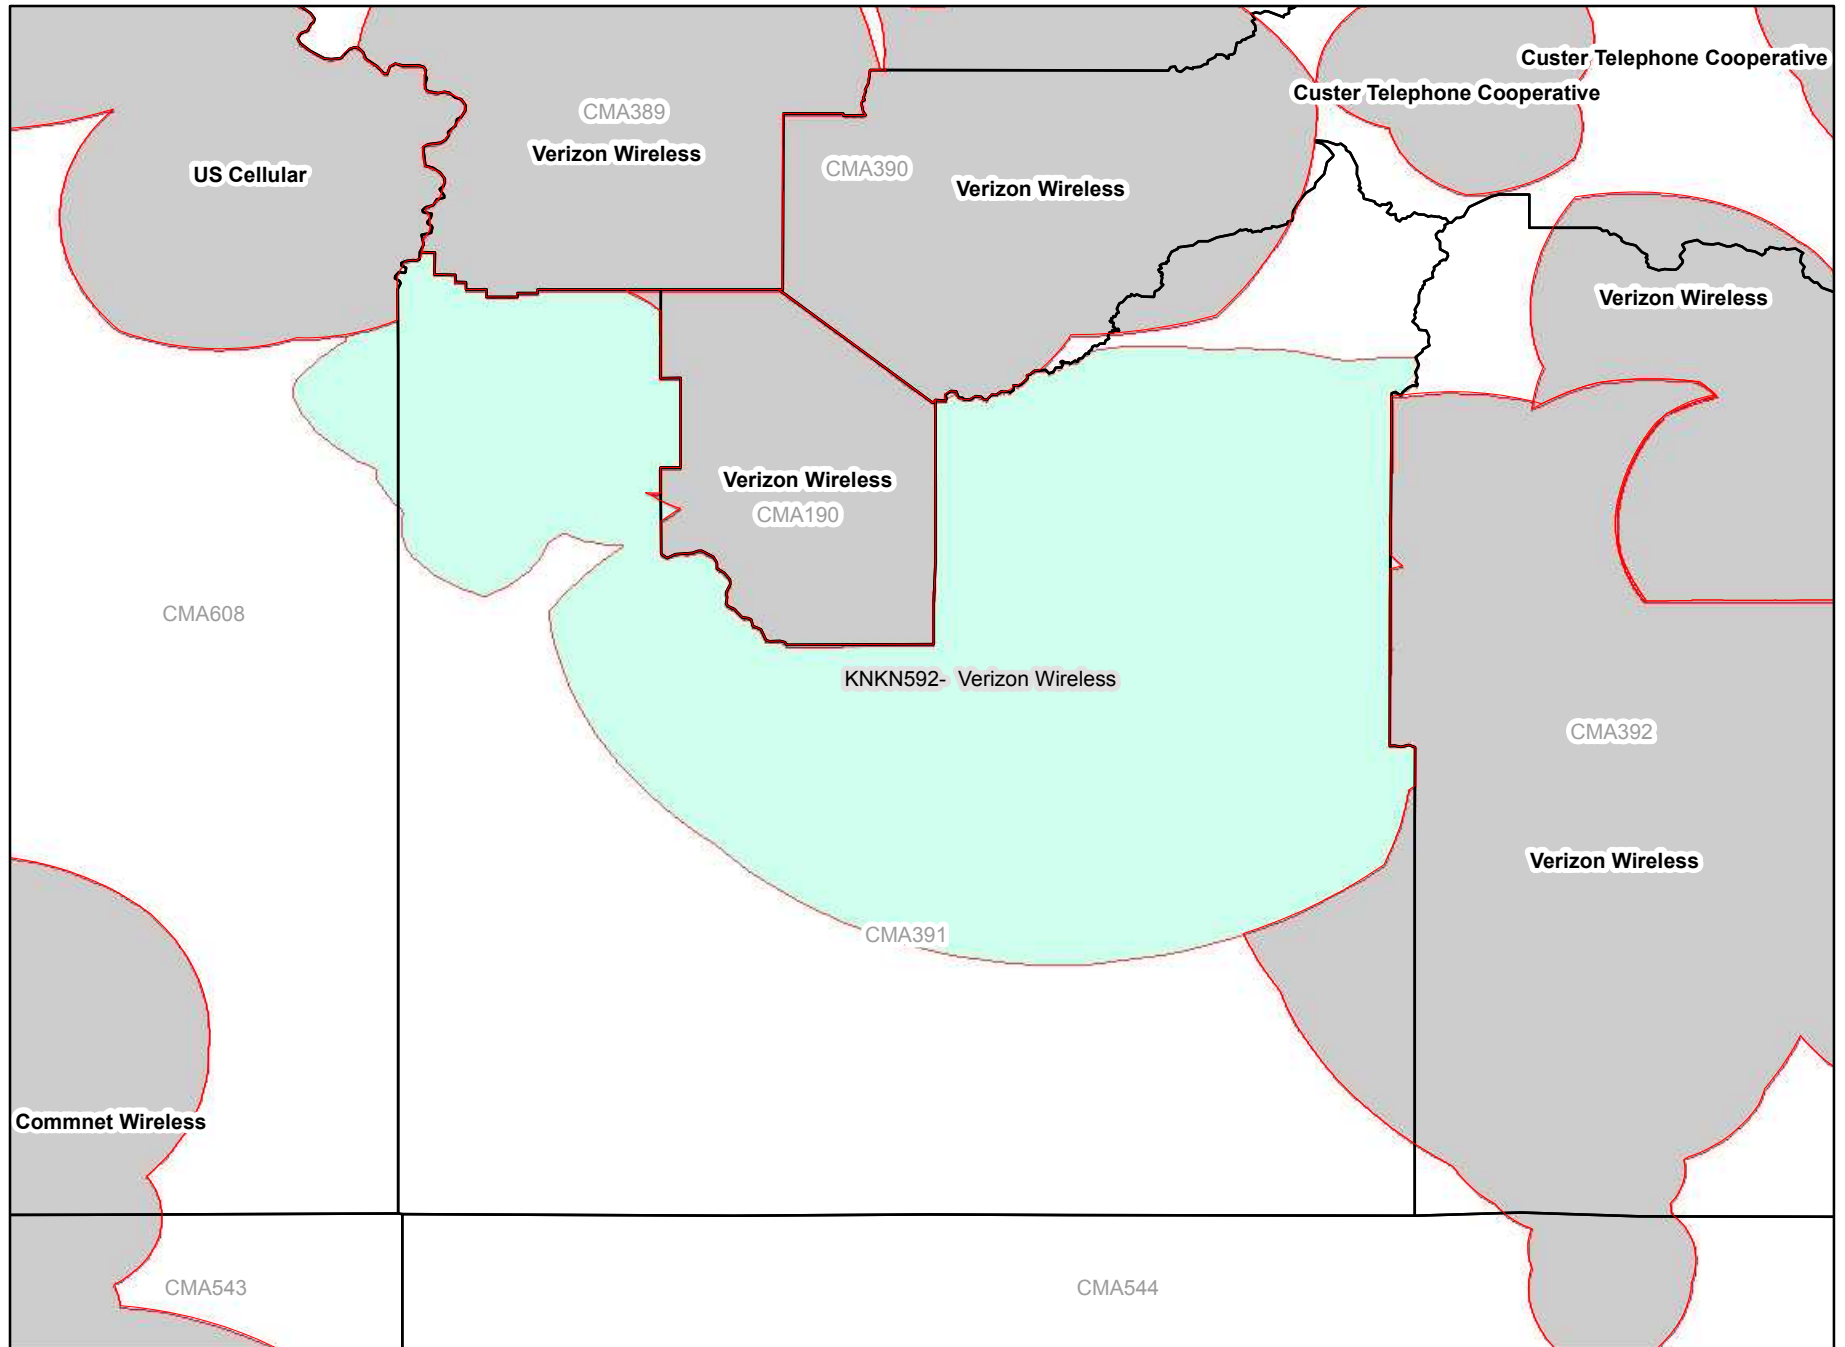 Custer Telephone Cooperative
Custer Telephone Cooperative
CMA389
Verizon Wireless
US Cellular
CMA390
Verizon Wireless
Verizon Wireless
Verizon Wireless
CMA190
CMA608
KNKN592-  Verizon Wireless
CMA392
Verizon Wireless
CMA391
Commnet Wireless
CMA543
CMA544